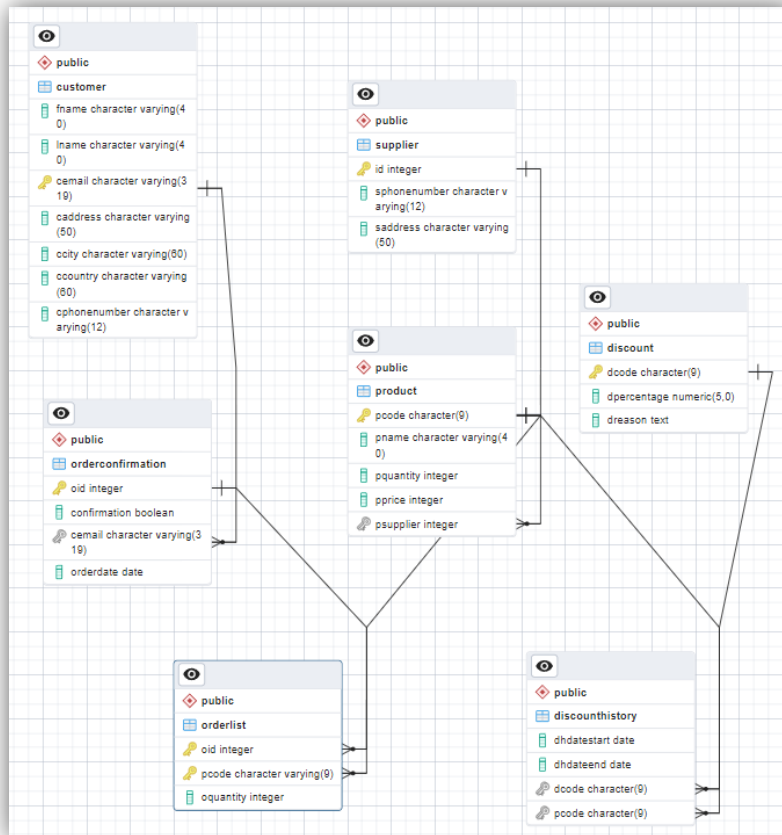 public
customer
fname character varying(4
0)
lname character varying(4
0)
cemail character varying(3
19)
caddress character varying
(50)
ccity character varying(60)
ccountry character varying
(60)
cphonenumber character v
arying(12)
public
supplier
id integer
sphonenumber character v
arying(12)
saddress character varying
(50)
public
discount
dcode character(9)
dpercentage numeric(5,0)
dreason text
public
product
pcode character(9)
pname character varying(4
0)
pquantity integer
pprice integer
psupplier integer
public
orderconfirmation
oid integer
confirmation boolean
cemail character varying(3
19)
orderdate date
public
orderlist
oid integer
pcode character varying(9)
oquantity integer
public
discounthistory
dhdatestart date
dhdateend date
dcode character(9)
pcode character(9)